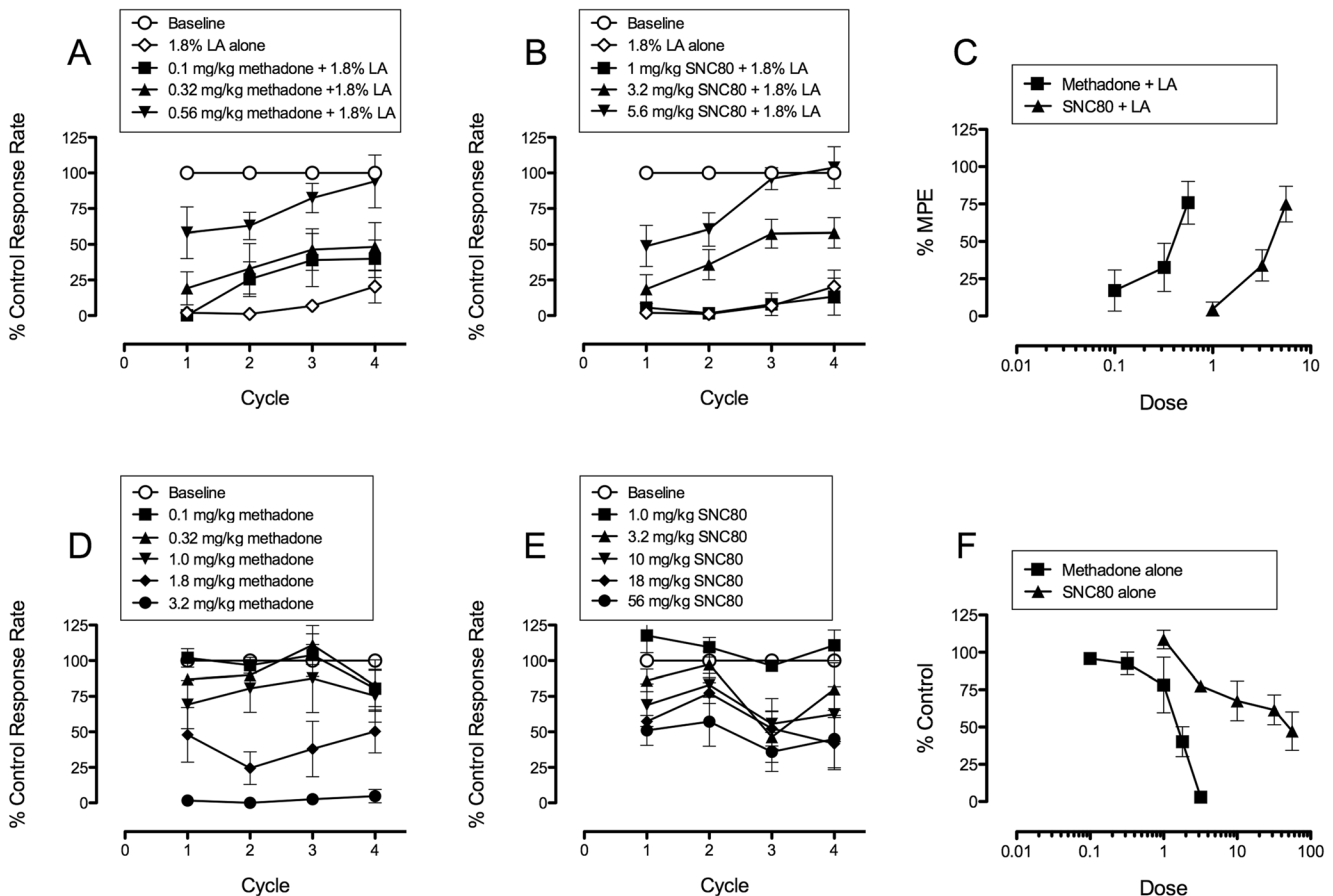 A
Baseline
1.8% LA alone
0.1 mg/kg methadone + 1.8% LA
0.32 mg/kg methadone +1.8% LA
0.56 mg/kg methadone + 1.8% LA
% Control Response Rate
125
100
75
50
25
0
0 1 2 3 4
Cycle
B
Baseline
1.8% LA alone
1 mg/kg SNC80 + 1.8% LA
3.2 mg/kg SNC80 + 1.8% LA
5.6 mg/kg SNC80 + 1.8% LA
% Control Response Rate
125
100
75
50
25
0
0 1 2 3 4
Cycle
C
Methadone + LA
SNC80 + LA
% MPE
125
100
75
50
25
0
0.01 0.1 1 10
Dose
D
Baseline
0.1 mg/kg methadone
0.32 mg/kg methadone
1.0 mg/kg methadone
1.8 mg/kg methadone
3.2 mg/kg methadone
% Control Response Rate
125
100
75
50
25
0
0 1 2 3 4
Cycle
E
Baseline
1.0 mg/kg SNC80
3.2 mg/kg SNC80
10 mg/kg SNC80
18 mg/kg SNC80
56 mg/kg SNC80
% Control Response Rate
125
100
75
50
25
0
0 1 2 3 4
Cycle
F
Methadone alone
SNC80 alone
% Control
125
100
75
50
25
0
0.01 0.1 1 10 100
Dose